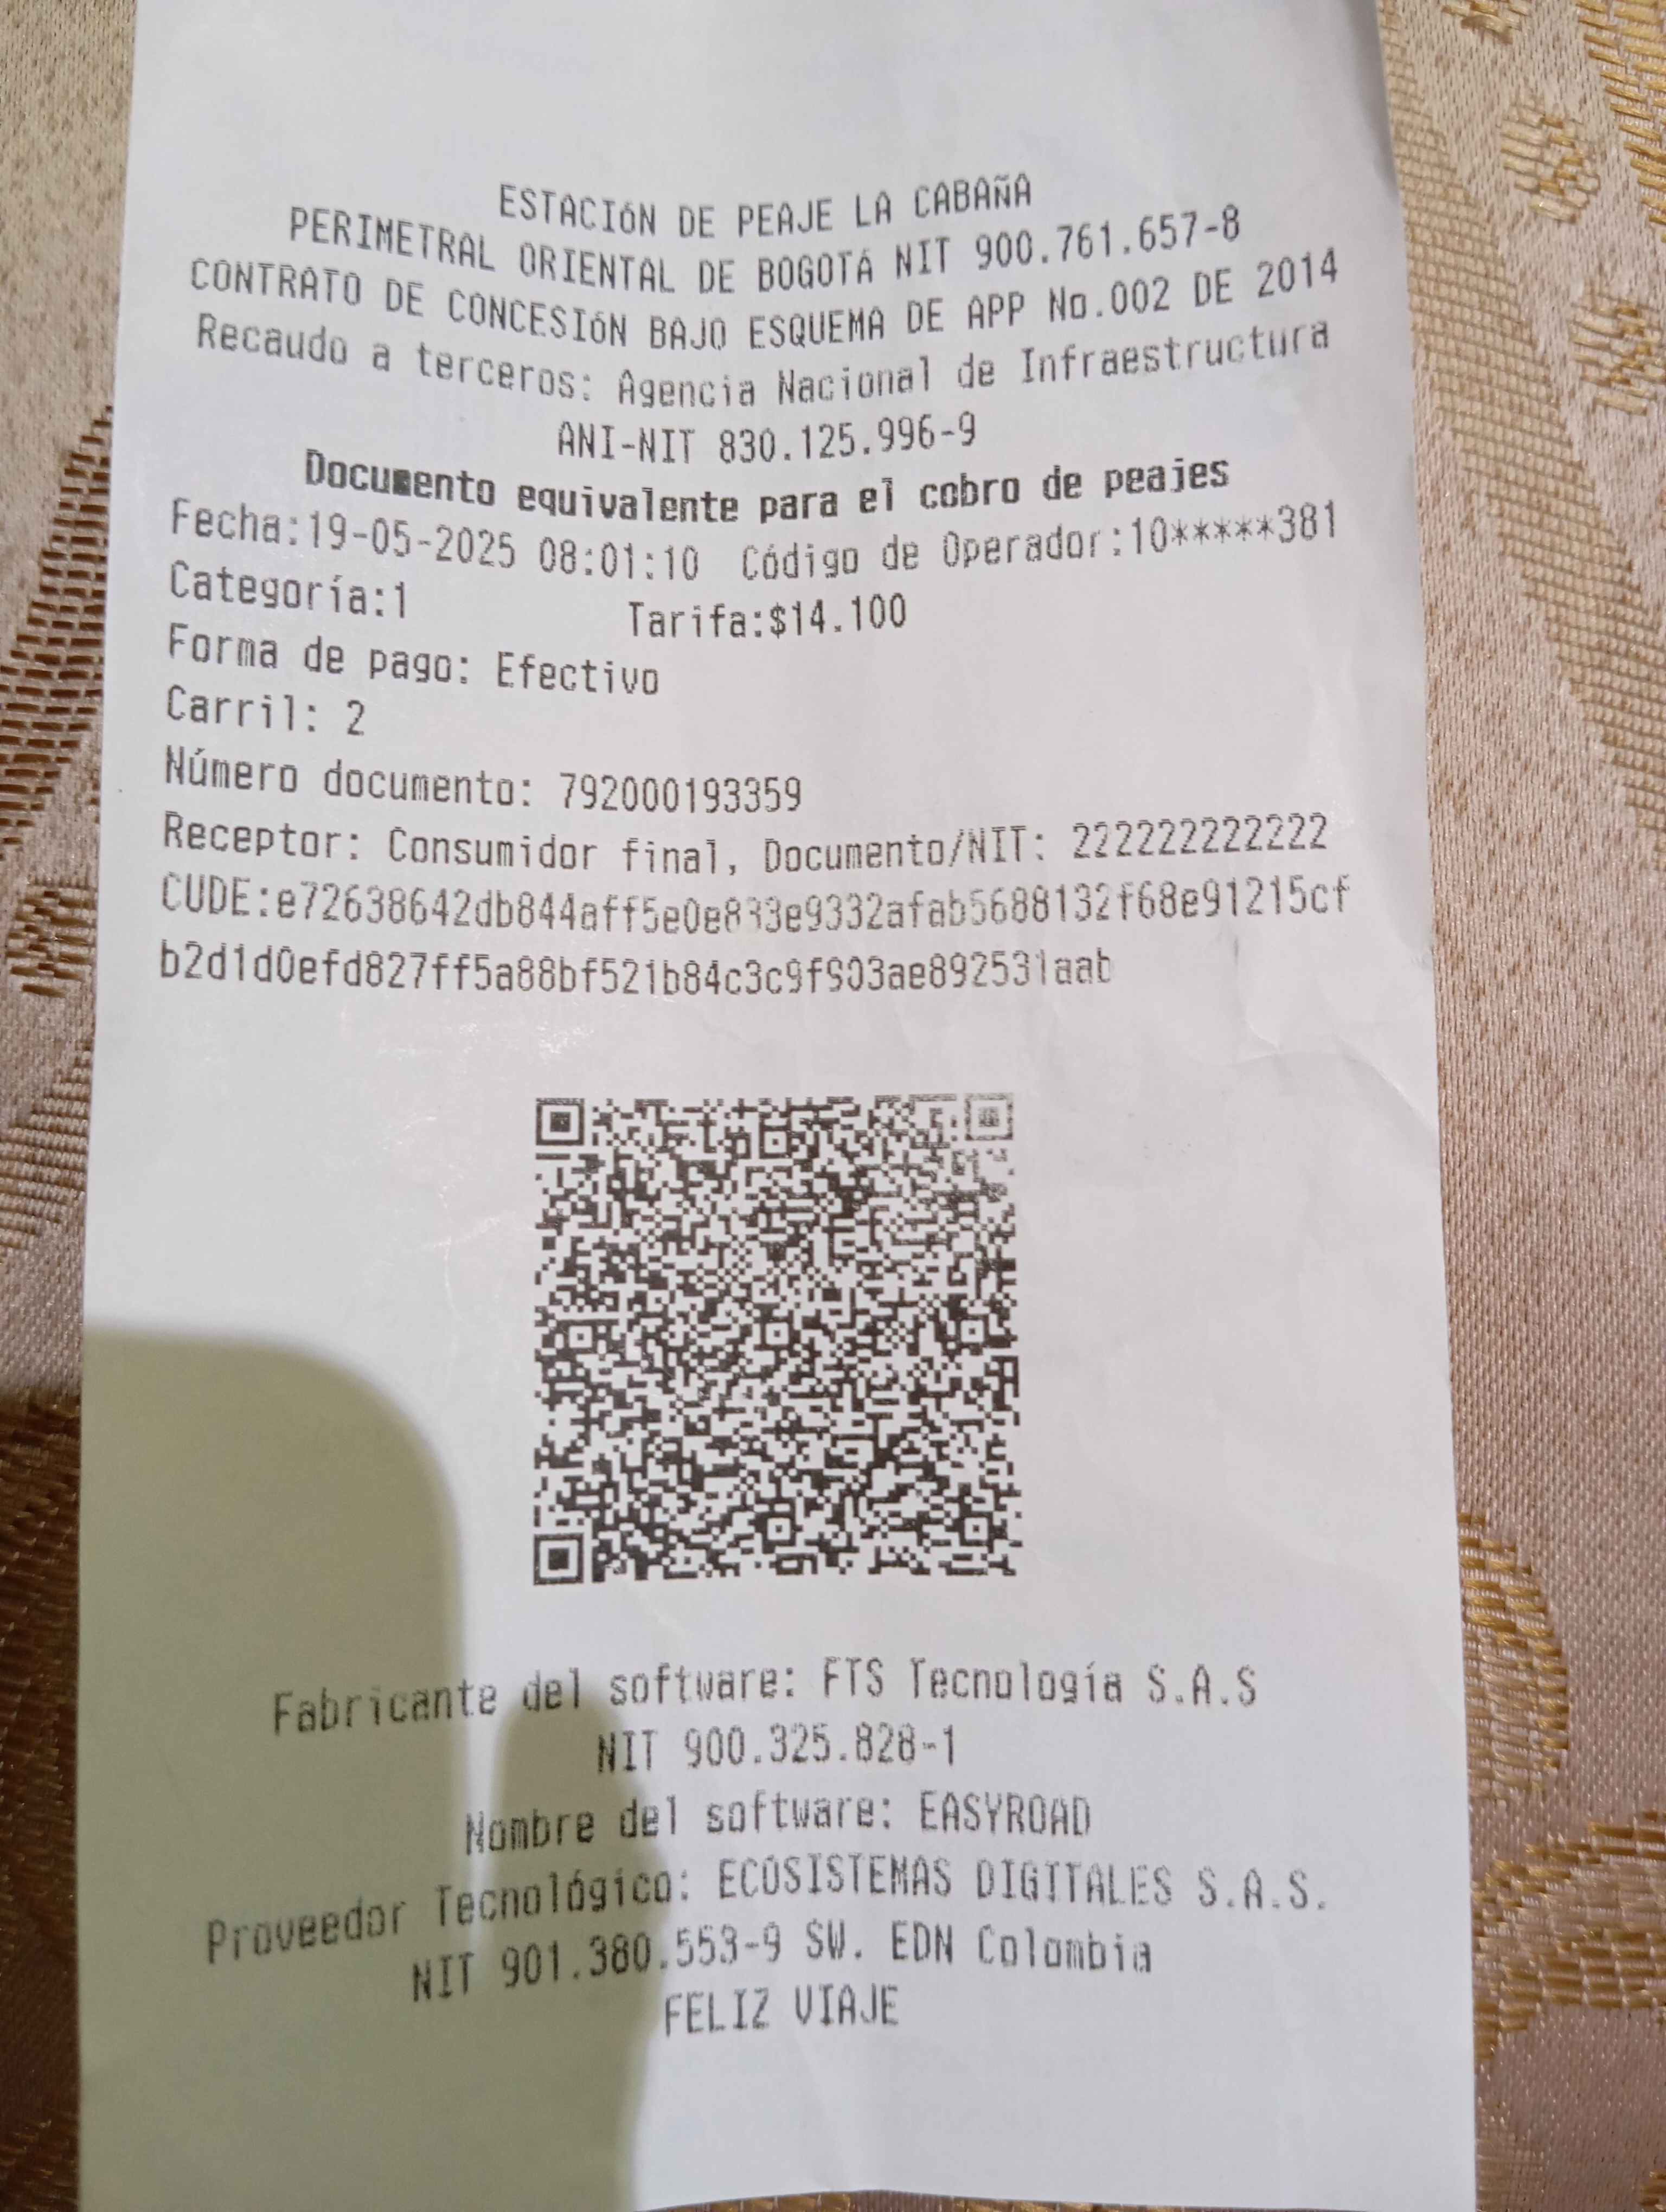 ESTACIÓN DE PEAJE LA CABAÑA
PERIMETRAL ORIENTAL DE BOGOTÁ NIT 900.761.657-8
CONTRATO DE CONCESIÓN BAJO ESQUEMA DE APP No.002 DE 2014
Recaudo a terceros: Agencia Nacional de Infraestructura
ANI-NIT 830.125.996-9
Documento equivalente para el cobro de peajes
Fecha:19-05-2025 08:01:10 Código de Operador:10*****381
Categoría:1 Tarifa:$14.100
Forma de pago: Efectivo
Carril: 2
Número documento: 792000193359
Receptor: Consumidor final, Documento/NIT: 222222222222
CUDE:e72638642db844aff5e0e833e9332afab5688132f68e91215cf
b2d1d0efd827ff5a88bf521b84c3c9f903ae892531aab
Fabricante del software: FTS Tecnología S.A.S
NIT 900.325.828-1
Nombre del software: EASYROAD
Proveedor Tecnológico: ECOSISTEMAS DIGITALES S.A.S.
NIT 901.380.553-9 SW. EDN Colombia
FELIZ VIAJE